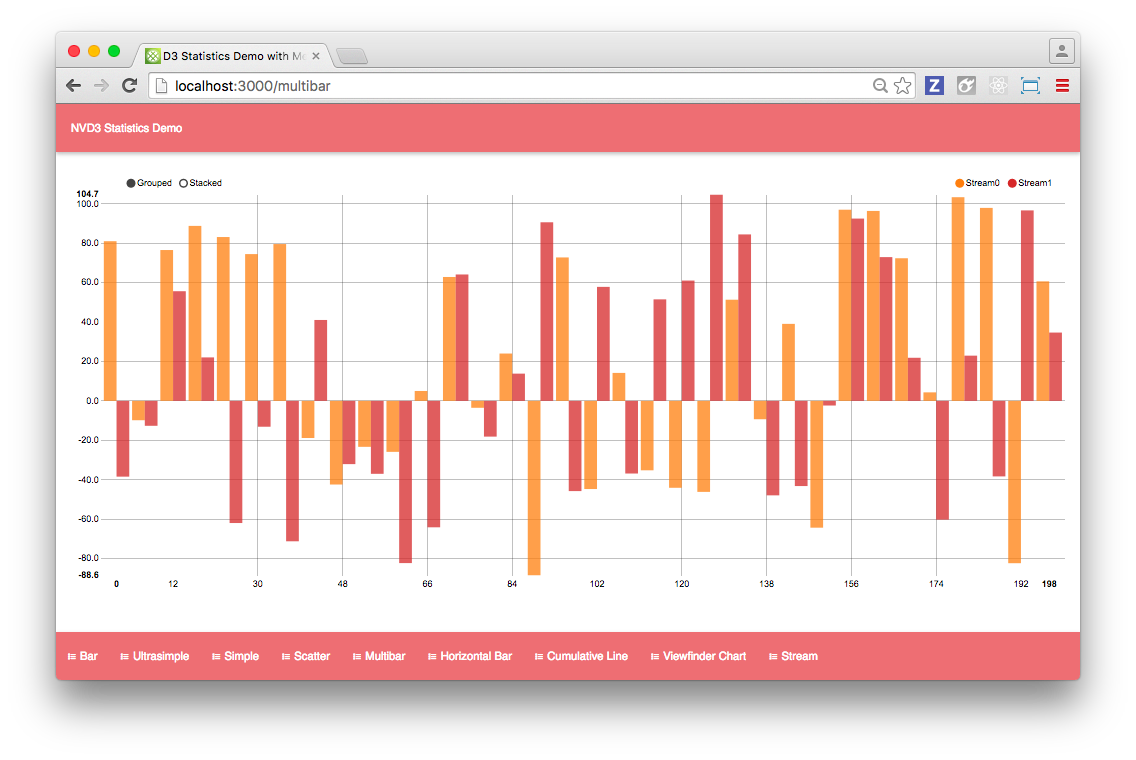 D3 Statistics Demo with Me
localhost:3000/multibar
Z
NVD3 Statistics Demo
Grouped Stacked Stream0 Stream1
104.7
100.0
80.0
60.0
40.0
20.0
0.0
-20.0
-40.0
-60.0
-80.0
-88.6
0 12 30 48 66 84 102 120 138 156 174 192 198
Bar Ultrasimple Simple Scatter Multibar Horizontal Bar Cumulative Line Viewfinder Chart Stream